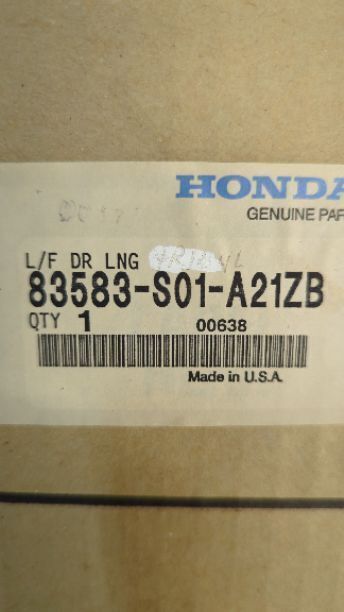 HONDA
GENUINE PAR
L/F DR LNG
83583-S01-A21ZB
QTY 1
00638
Made in U.S.A.